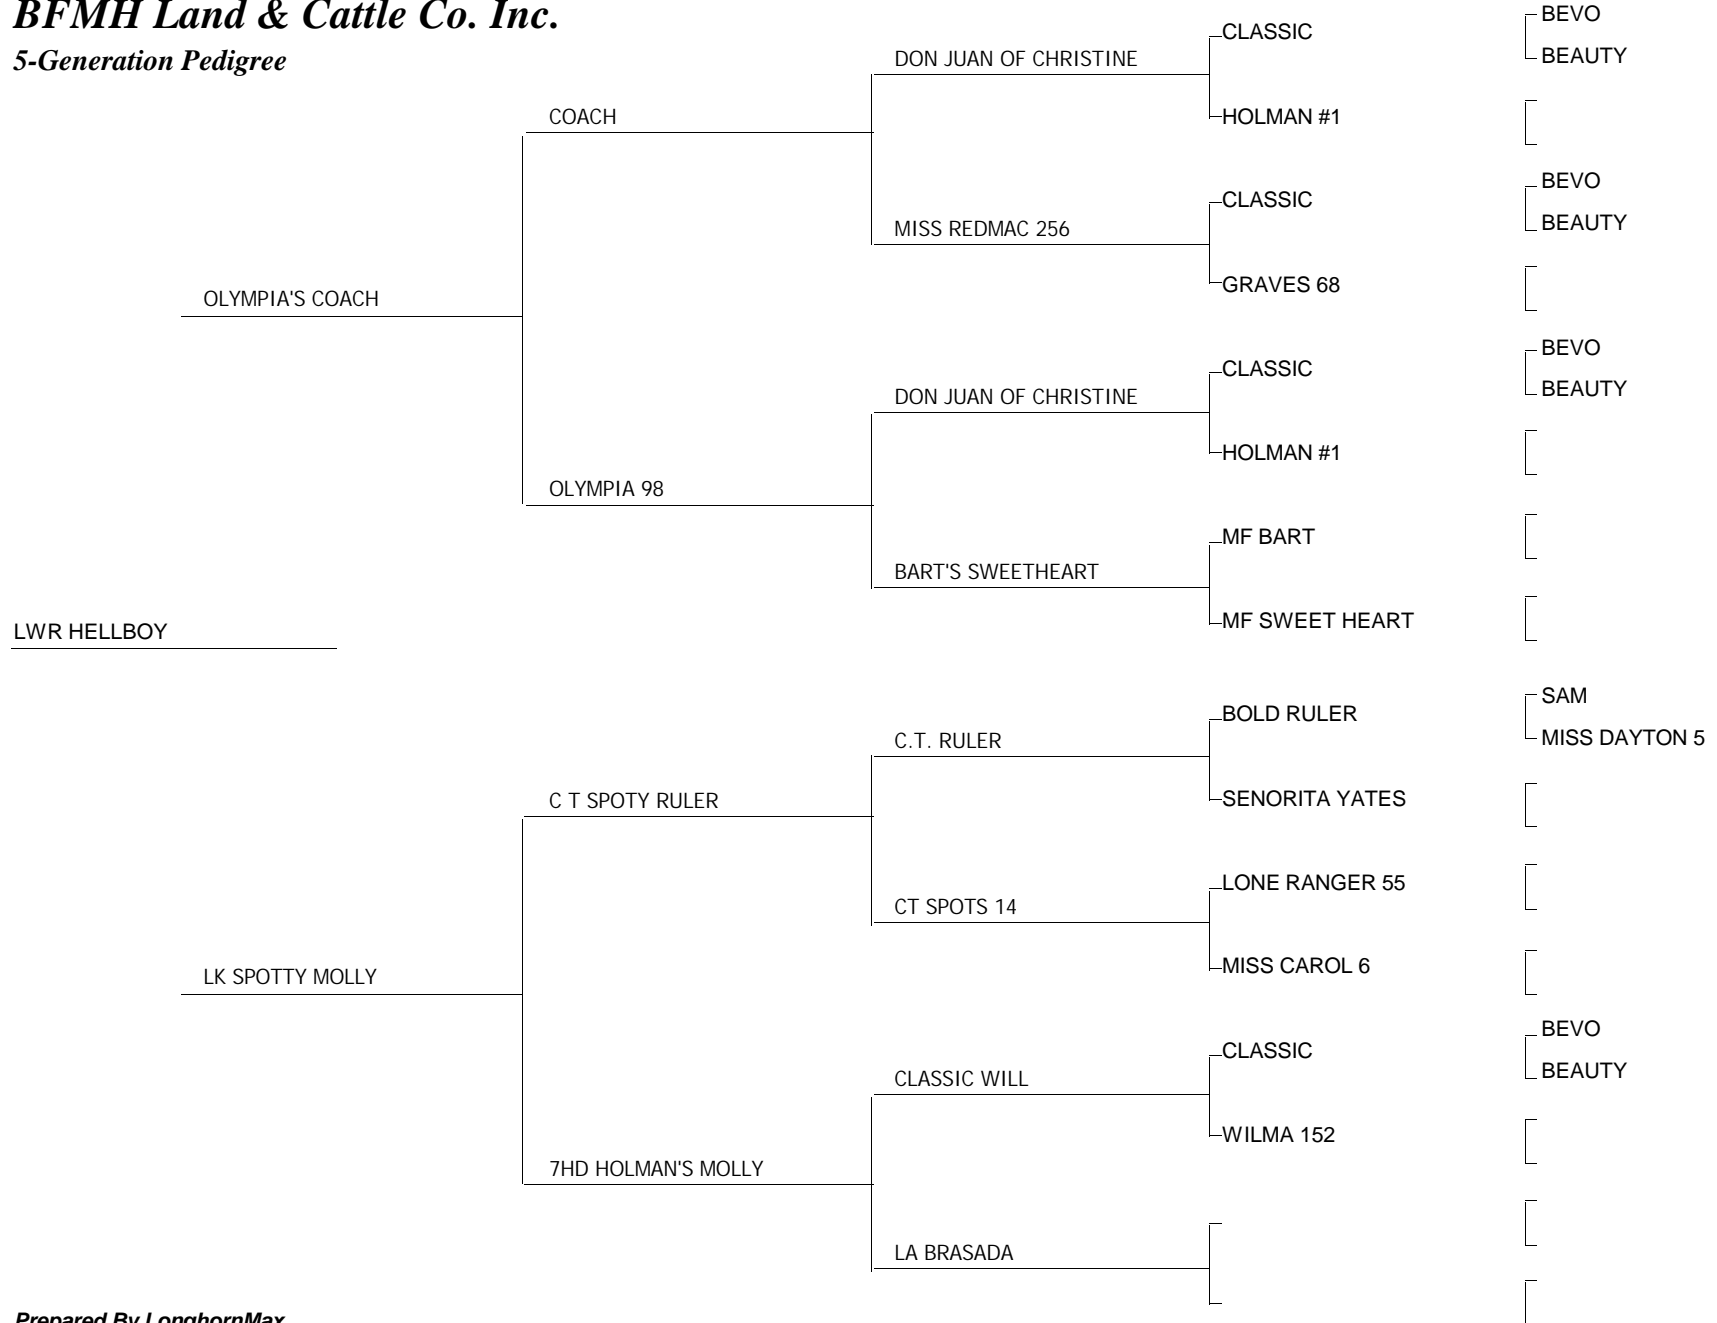 BFMH Land & Cattle Co. Inc.
5-Generation Pedigree
BEVO
CLASSIC
BEAUTY
DON JUAN OF CHRISTINE
COACH
HOLMAN #1
BEVO
CLASSIC
BEAUTY
MISS REDMAC 256
GRAVES 68
OLYMPIA'S COACH
BEVO
CLASSIC
BEAUTY
DON JUAN OF CHRISTINE
HOLMAN #1
OLYMPIA 98
MF BART
BART'S SWEETHEART
MF SWEET HEART
LWR HELLBOY
SAM
BOLD RULER
MISS DAYTON 5
C.T. RULER
C T SPOTY RULER
SENORITA YATES
LONE RANGER 55
CT SPOTS 14
MISS CAROL 6
LK SPOTTY MOLLY
BEVO
CLASSIC
BEAUTY
CLASSIC WILL
WILMA 152
7HD HOLMAN'S MOLLY
LA BRASADA
Prepared By LonghornMax